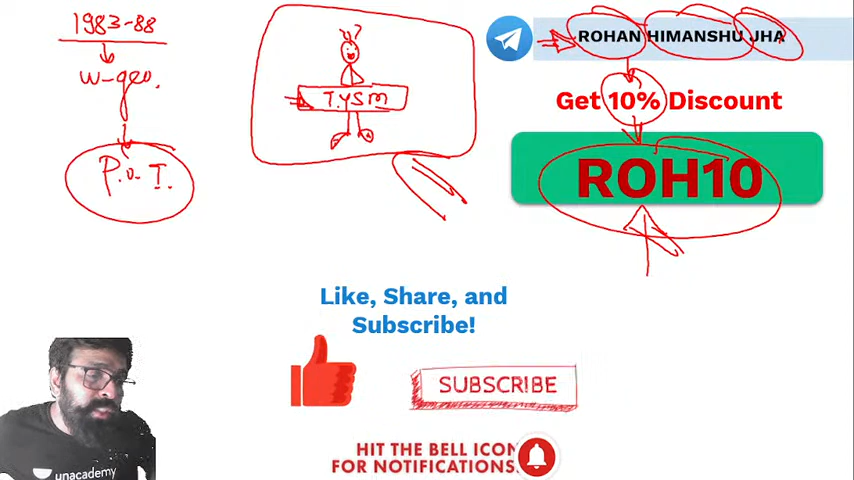 1983-88
W-geo.
P.O.I.
T.Y.S.M
ROHAN HIMANSHU JHA
Get 10% Discount
ROH10
Like, Share, and
Subscribe!
SUBSCRIBE
HIT THE BELL ICON
FOR NOTIFICATIONS.
unacademy